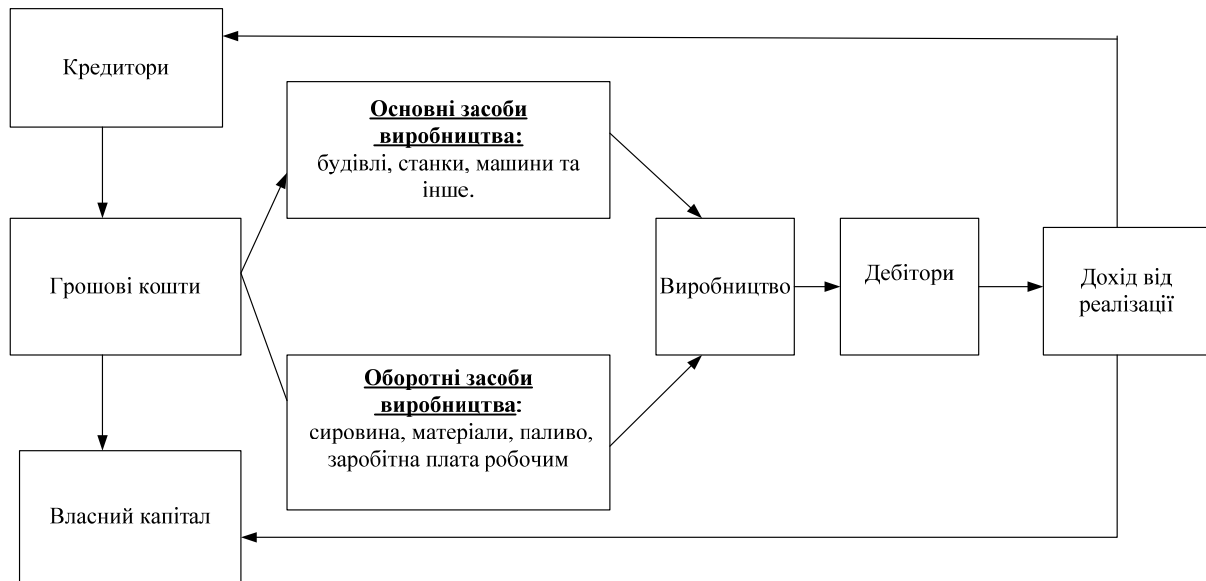 Кредитори
Основні засоби
виробництва:
будівлі, станки, машини та
інше.
Грошові кошти
Виробництво
Дебітори
Дохід від
реалізації
Оборотні засоби
виробництва:
сировина, матеріали, паливо,
заробітна плата робочим
Власний капітал